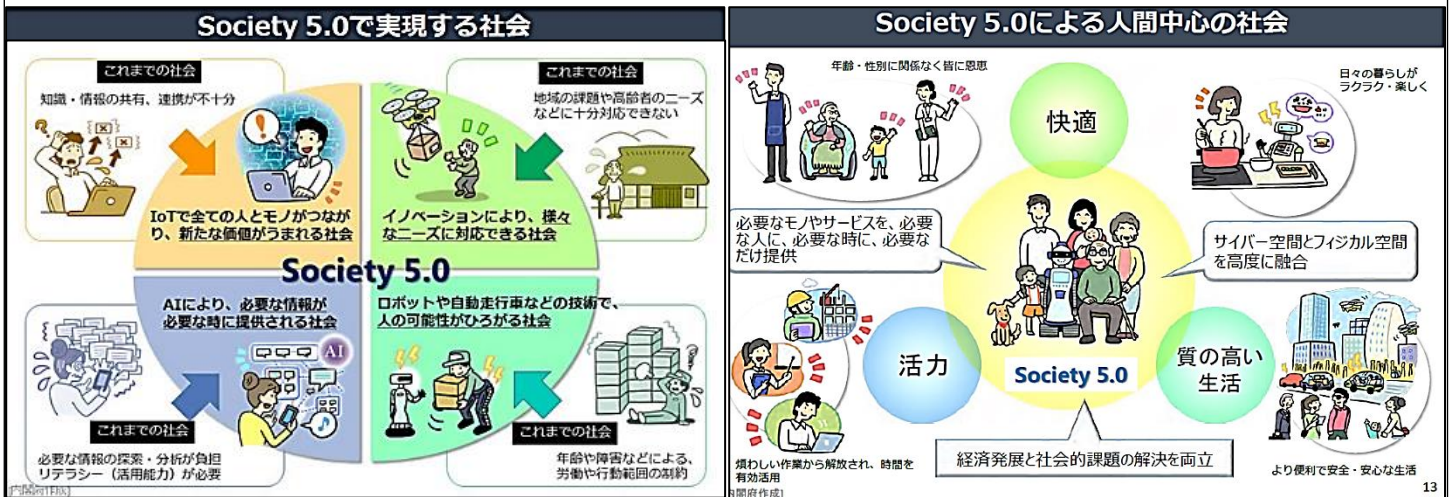 Society 5.0で実現する社会
これまでの社会
知識・情報の共有、連携が不十分
これまでの社会
地域の課題や高齢者のニーズ
などに十分対応できない
IoTで全ての人とモノがつなが
り、新たな価値がうまれる社会
イノベーションにより、様々
なニーズに対応できる社会
Society 5.0
AIにより、必要な情報が
必要な時に提供される社会
ロボットや自動走行車などの技術で、
人の可能性がひろがる社会
AI
これまでの社会
必要な情報の探索・分析が負担
リテラシー（活用能力）が必要
これまでの社会
年齢や障害などによる、
労働や行動範囲の制約
[内閣府作成]
Society 5.0による人間中心の社会
年齢・性別に関係なく皆に恩恵
快適
日々の暮らしが
ラクラク・楽しく
必要なモノやサービスを、必要
な人に、必要な時に、必要な
だけ提供
サイバー空間とフィジカル空間
を高度に融合
活力
Society 5.0
質の高い
生活
煩わしい作業から解放され、時間を
有効活用
経済発展と社会的課題の解決を両立
より便利で安全・安心な生活
内閣府作成]
13